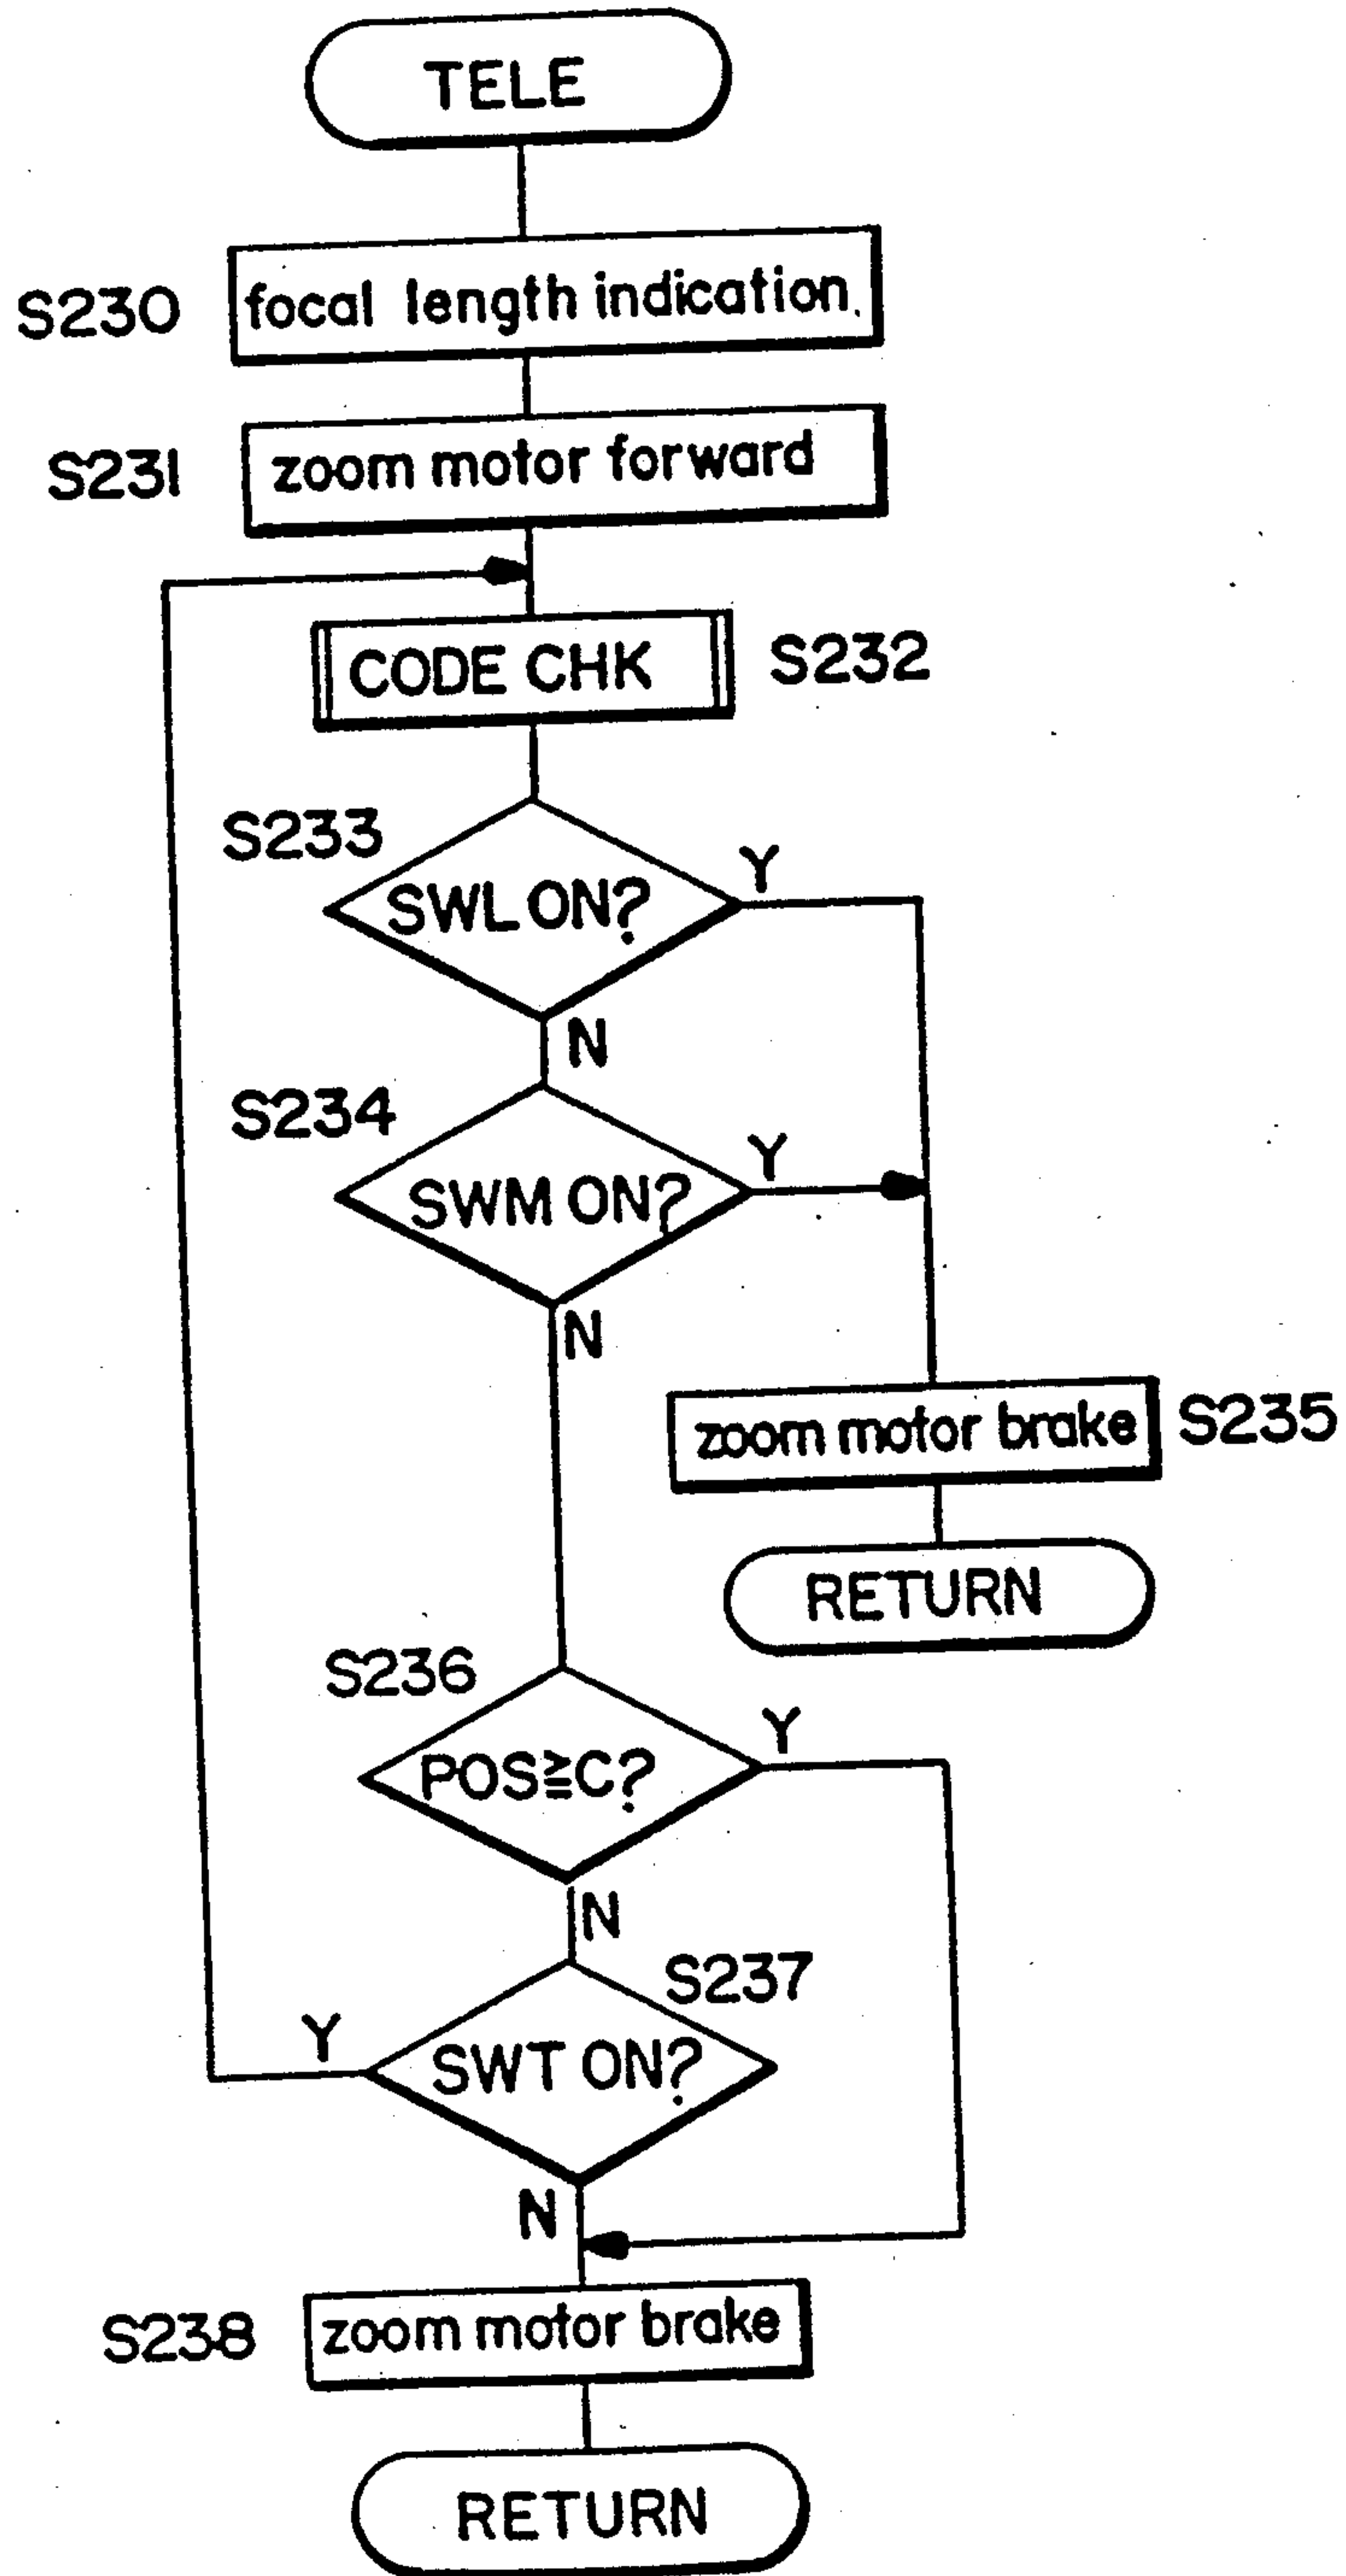 TELE
S230
focal length indication.
S231
zoom motor forward
CODE CHK
S232
S233
SWL ON?
Y
N
S234
SWM ON?
Y
N
zoom motor brake
S235
RETURN
S236
POS≧C?
Y
N
S237
Y
SWT ON?
N
S238
zoom motor brake
RETURN